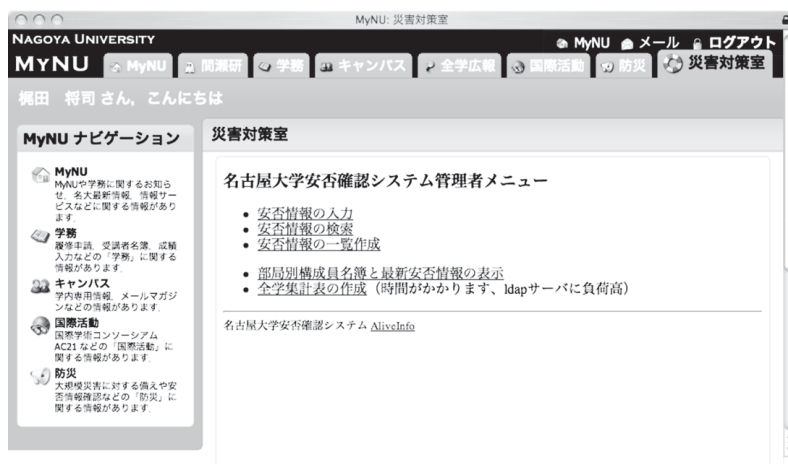 MyNU: 災害対策室
NAGOYA UNIVERSITY
MyNU メール ログアウト
MYNU MyNU 間瀬研 学務 キャンパス 全学広報 国際活動 防災 災害対策室
梶田 将司 さん, こんにちは
MyNU ナビゲーション
MyNU
MyNUや学務に関するお知ら
せ, 名大最新情報, 情報サー
ビスなどに関する情報があり
ます.
学務
履修申請, 受講者名簿, 成績
入力などの「学務」に関する
情報があります.
キャンパス
学内専用情報, メールマガジ
ンなどの情報があります.
国際活動
国際学術コンソーシアム
AC21 などの「国際活動」に
関する情報があります.
防災
大規模災害に対する備えや安
否情報確認などの「防災」に
関する情報があります.
災害対策室
名古屋大学安否確認システム管理者メニュー
• 安否情報の入力
• 安否情報の検索
• 安否情報の一覧作成
• 部局別構成員名簿と最新安否情報の表示
• 全学集計表の作成（時間がかかります、ldapサーバに負荷高）
名古屋大学安否確認システム AliveInfo